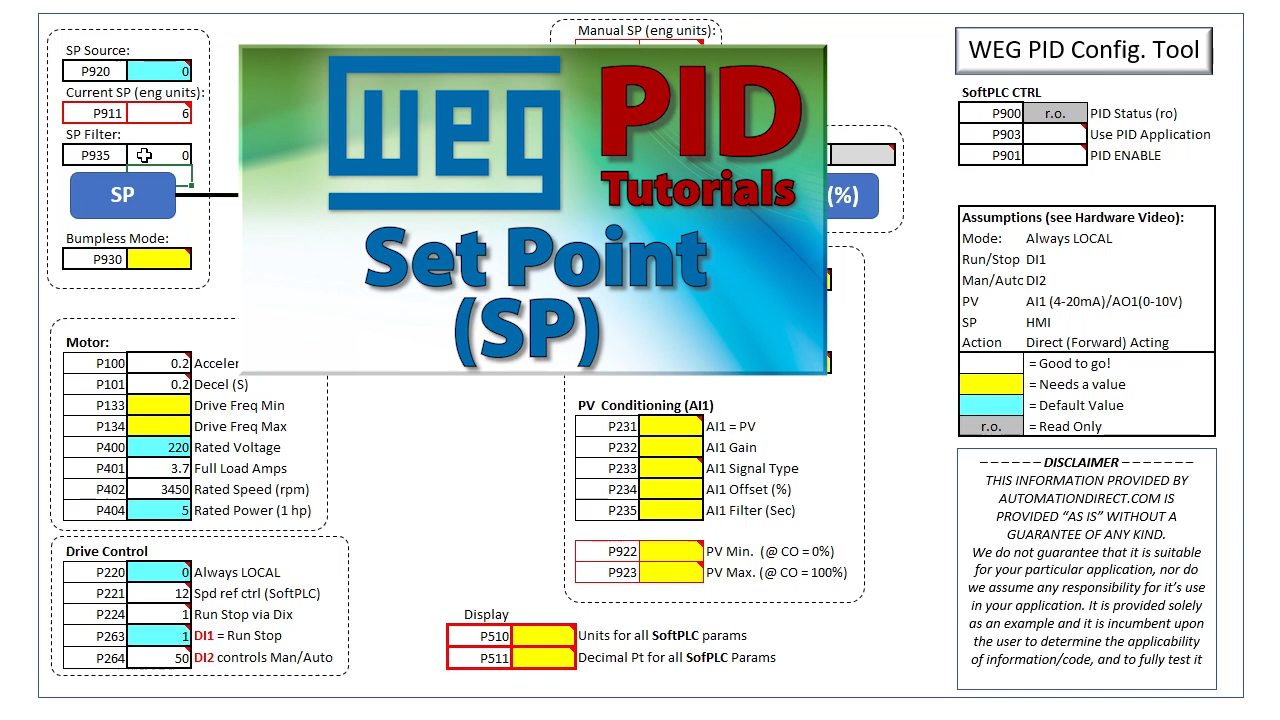 SP Source:
P920 0
Current SP (eng units):
P911 6
SP Filter:
P935 0
SP
Bumpless Mode:
P930
Manual SP (eng units):
weg
PID
Tutorials
Set Point
(SP)
(%)
WEG PID Config. Tool
SoftPLC CTRL
P900 r.o. PID Status (ro)
P903 Use PID Application
P901 PID ENABLE
Assumptions (see Hardware Video):
Mode: Always LOCAL
Run/Stop DI1
Man/Autc DI2
PV AI1 (4-20mA)/AO1(0-10V)
SP HMI
Action Direct (Forward) Acting
= Good to go!
= Needs a value
= Default Value
r.o. = Read Only
Motor:
P100 0.2 Acceler
P101 0.2 Decel (S)
P133 Drive Freq Min
P134 Drive Freq Max
P400 220 Rated Voltage
P401 3.7 Full Load Amps
P402 3450 Rated Speed (rpm)
P404 5 Rated Power (1 hp)
Drive Control
P220 0 Always LOCAL
P221 12 Spd ref ctrl (SoftPLC)
P224 1 Run Stop via Dix
P263 1 DI1 = Run Stop
P264 50 DI2 controls Man/Auto
PV Conditioning (AI1)
P231 AI1 = PV
P232 AI1 Gain
P233 AI1 Signal Type
P234 AI1 Offset (%)
P235 AI1 Filter (Sec)
P922 PV Min. (@ CO = 0%)
P923 PV Max. (@ CO = 100%)
Display
P510 Units for all SoftPLC params
P511 Decimal Pt for all SofPLC Params
– – – – – – DISCLAIMER – – – – – – –
THIS INFORMATION PROVIDED BY
AUTOMATIONDIRECT.COM IS
PROVIDED “AS IS” WITHOUT A
GUARANTEE OF ANY KIND.
We do not guarantee that it is suitable
for your particular application, nor do
we assume any responsibility for it’s use
in your application. It is provided solely
as an example and it is incumbent upon
the user to determine the applicability
of information/code, and to fully test it